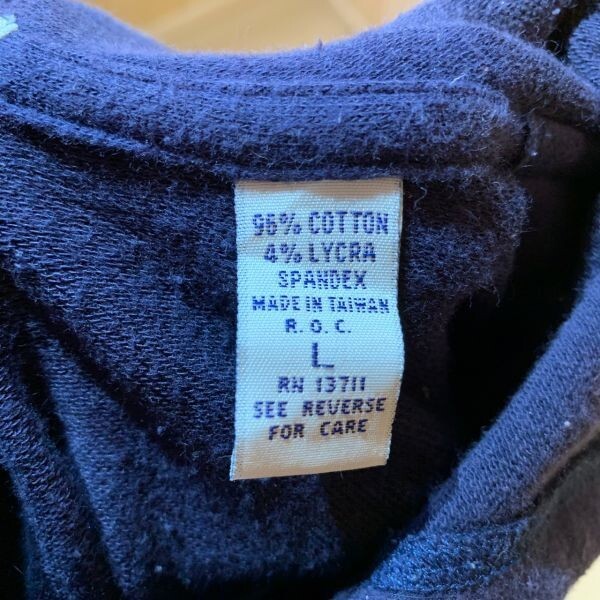 96% COTTON
4% LYCRA
SPANDEX
MADE IN TAIWAN
R.O.C.
L
RN 13711
SEE REVERSE
FOR CARE